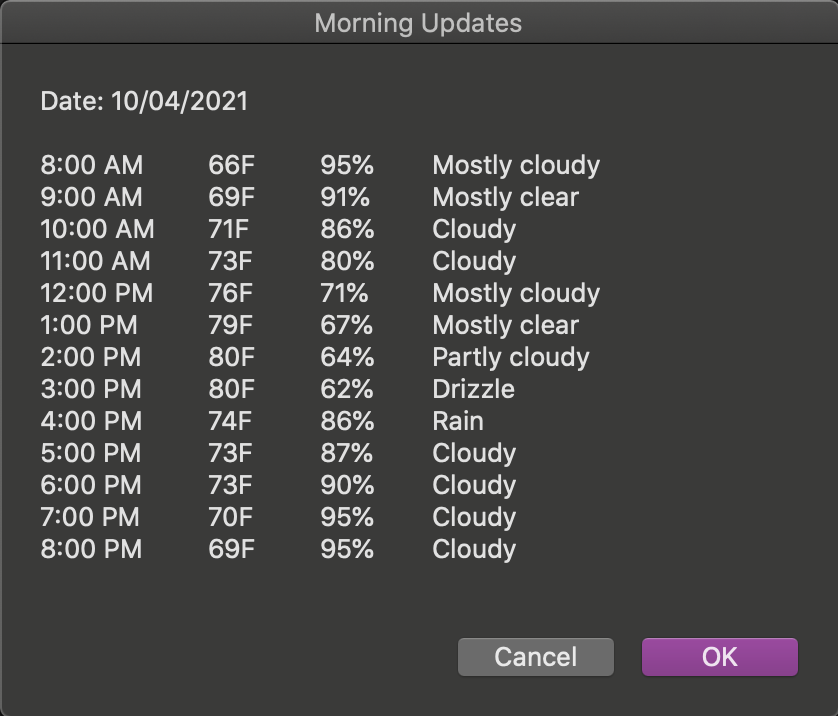 Morning Updates
Date: 10/04/2021
8:00 AM 66F 95% Mostly cloudy
9:00 AM 69F 91% Mostly clear
10:00 AM 71F 86% Cloudy
11:00 AM 73F 80% Cloudy
12:00 PM 76F 71% Mostly cloudy
1:00 PM 79F 67% Mostly clear
2:00 PM 80F 64% Partly cloudy
3:00 PM 80F 62% Drizzle
4:00 PM 74F 86% Rain
5:00 PM 73F 87% Cloudy
6:00 PM 73F 90% Cloudy
7:00 PM 70F 95% Cloudy
8:00 PM 69F 95% Cloudy
Cancel OK